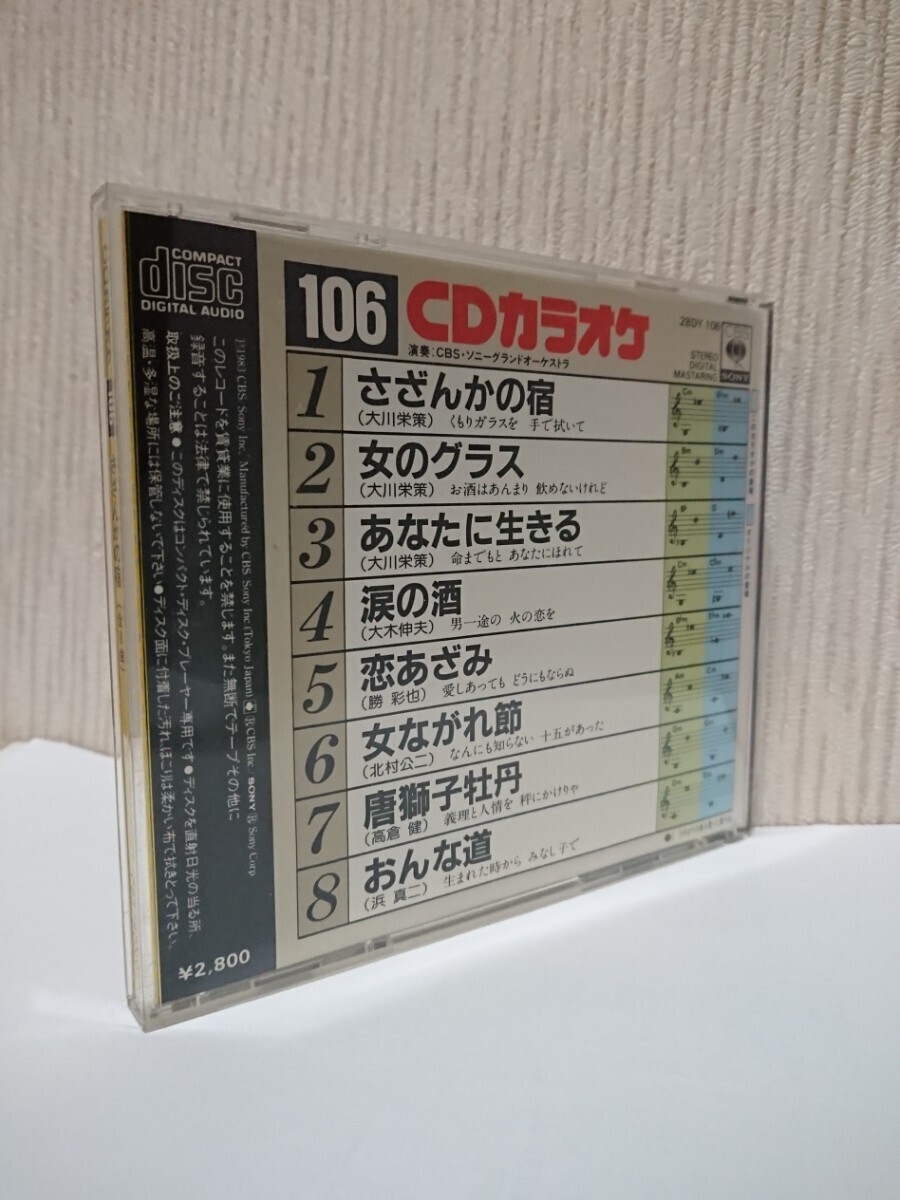 COMPACT
disc
DIGITAL AUDIO
℗1983 CBS/Sony Inc. Manufactured by CBS/Sony Inc (Tokyo Japan)
SONY
Sony Corp.
このレコードを賃貸業に使用することを禁じます。また無断でテープその他に
録音することは法律で禁じられています。
取扱上のご注意●このディスクはコンパクト・ディスク・プレーヤー専用です●ディスクを直射日光の当る所、
高温・多湿な場所には保管しないで下さい●ディスク面に付着した汚れ、ほこりは柔かい布で拭きとって下さい。
¥2,800
106 CDカラオケ
演奏:CBS・ソニーグランドオーケストラ
28DY 106
STEREO
DIGITAL
MASTARING
SONY
1 さざんかの宿
(大川栄策) くもりガラスを 手で拭いて
2 女のグラス
(大川栄策) お酒はあんまり 飲めないけれど
3 あなたに生きる
(大川栄策) 命までもと あなたにほれて
4 涙の酒
(大木伸夫) 男一途の 火の恋を
5 恋あざみ
(勝 彩也) 愛しあっても どうにもならぬ
6 女ながれ節
(北村公二) なんにも知らない 十五があった
7 唐獅子牡丹
(高倉 健) 義理と人情を 秤にかけりゃ
8 おんな道
(浜 真二) 生まれた時から みなし子で